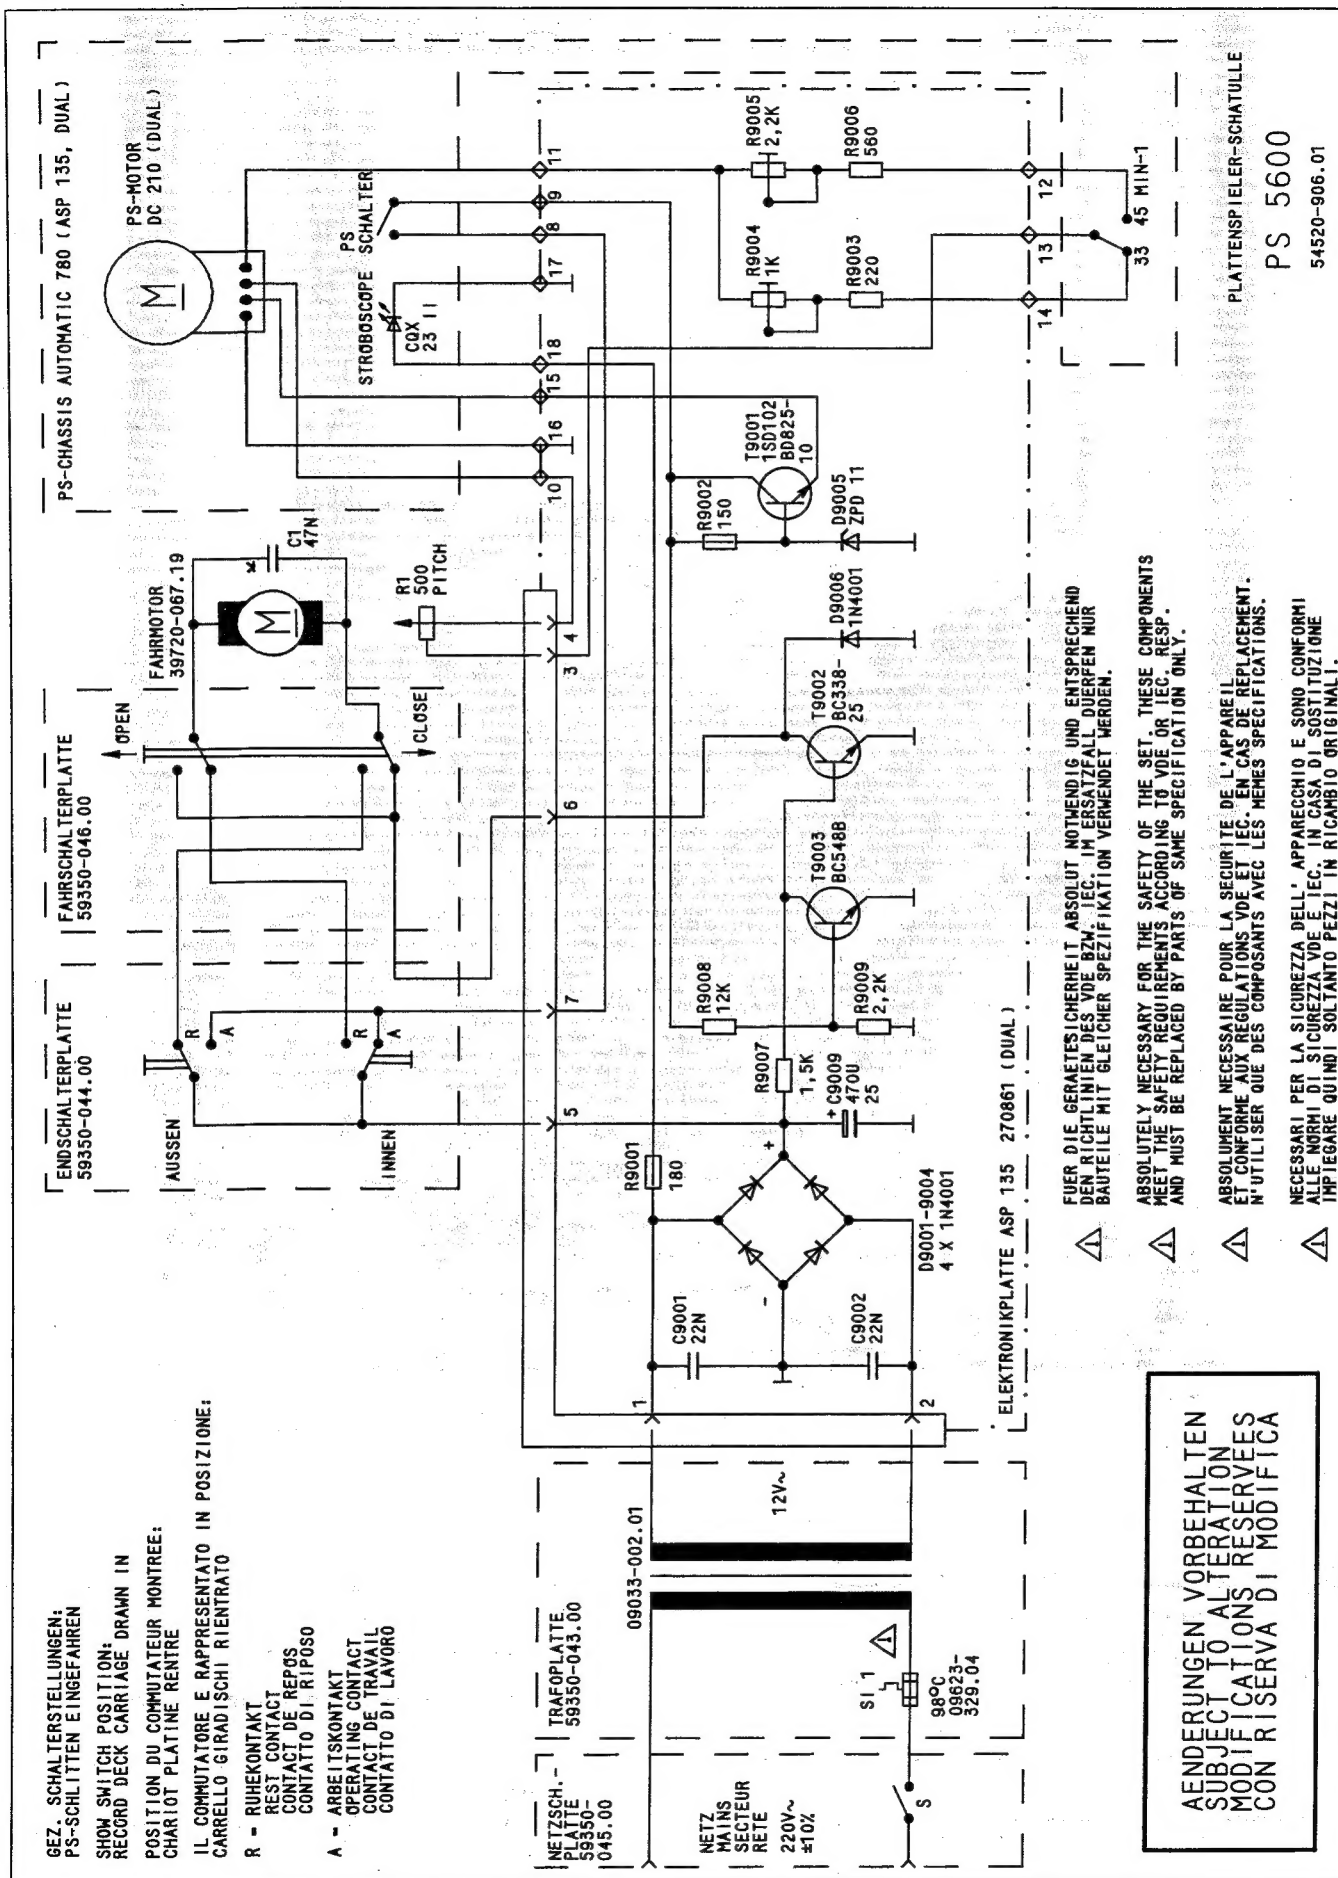 GEZ. SCHALTERSTELLUNGEN:
PS-SCHLITTEN EINGEFAHREN
SHOW SWITCH POSITION:
RECORD DECK CARRIAGE DRAWN IN
POSITION DU COMMUTATEUR MONTREE:
CHARIOT PLATINE RENTRE
IL COMMUTATORE E RAPPRESENTATO IN POSIZIONE:
CARRELLO GIRADISCHI RIENTRATO
R = RUHEKONTAKT
REST CONTACT
CONTACT DE REPOS
CONTATTO DI RIPOSO
A = ARBEITSKONTAKT
OPERATING CONTACT
CONTACT DE TRAVAIL
CONTATTO DI LAVORO
ENDSCHALTERPLATTE
59350-044.00
AUSSEN
R
A
INNEN
R
A
FAHRSCHALTERPLATTE
59350-046.00
OPEN
CLOSE
FAHRMOTOR
39720-067.19
M
C1
47N
R1
500
PITCH
PS-CHASSIS AUTOMATIC 780 (ASP 135, DUAL)
PS-MOTOR
DC 210 (DUAL)
M
STROBOSCOPE
CQX
23 II
PS
SCHALTER
5
7
6
3
4
10
16
15
18
17
8
9
11
NETZSCH.-
PLATTE
59350-
045.00
NETZ
MAINS
SECTEUR
RETE
220V~
±10%
S
TRAFOPLATTE
59350-043.00
09033-002.01
12V~
SI 1
98°C
09623-
329.04
1
2
C9001
22N
C9002
22N
R9001
180
D9001-9004
4 X 1N4001
+
-
R9007
1,5K
+ C9009
470U
25
R9008
12K
R9009
2,2K
T9003
BC548B
T9002
BC338-
25
D9006
1N4001
R9002
150
D9005
ZPD 11
T9001
1SD102
BD825-
10
R9004
1K
R9003
220
R9005
2,2K
R9006
560
14
13
12
33
45 MIN-1
ELEKTRONIKPLATTE ASP 135 270861 (DUAL)
PLATTENSPIELER-SCHATULLE
PS 5600
54520-906.01
FUER DIE GERAETESICHERHEIT ABSOLUT NOTWENDIG UND ENTSPRECHEND
DEN RICHTLINIEN DES VDE BZW. IEC. IM ERSATZFALL DUERFEN NUR
BAUTEILE MIT GLEICHER SPEZIFIKATION VERWENDET WERDEN.
ABSOLUTELY NECESSARY FOR THE SAFETY OF THE SET. THESE COMPONENTS
MEET THE SAFETY REQUIREMENTS ACCORDING TO VDE OR IEC. RESP.
AND MUST BE REPLACED BY PARTS OF SAME SPECIFICATION ONLY.
ABSOLUMENT NECESSAIRE POUR LA SECURITE DE L'APPAREIL
ET CONFORME AUX REGULATIONS VDE ET IEC. EN CAS DE REPLACEMENT.
N'UTILISER QUE DES COMPOSANTS AVEC LES MEMES SPECIFICATIONS.
NECESSARI PER LA SICUREZZA DELL' APPARECHIO E SONO CONFORMI
ALLE NORMI DI SICUREZZA VDE E IEC. IN CASA DI SOSTITUZIONE
IMPIEGARE QUINDI SOLTANTO PEZZI IN RICAMBIO ORIGINALI.
AENDERUNGEN VORBEHALTEN
SUBJECT TO ALTERATION
MODIFICATIONS RESERVEES
CON RISERVA DI MODIFICA